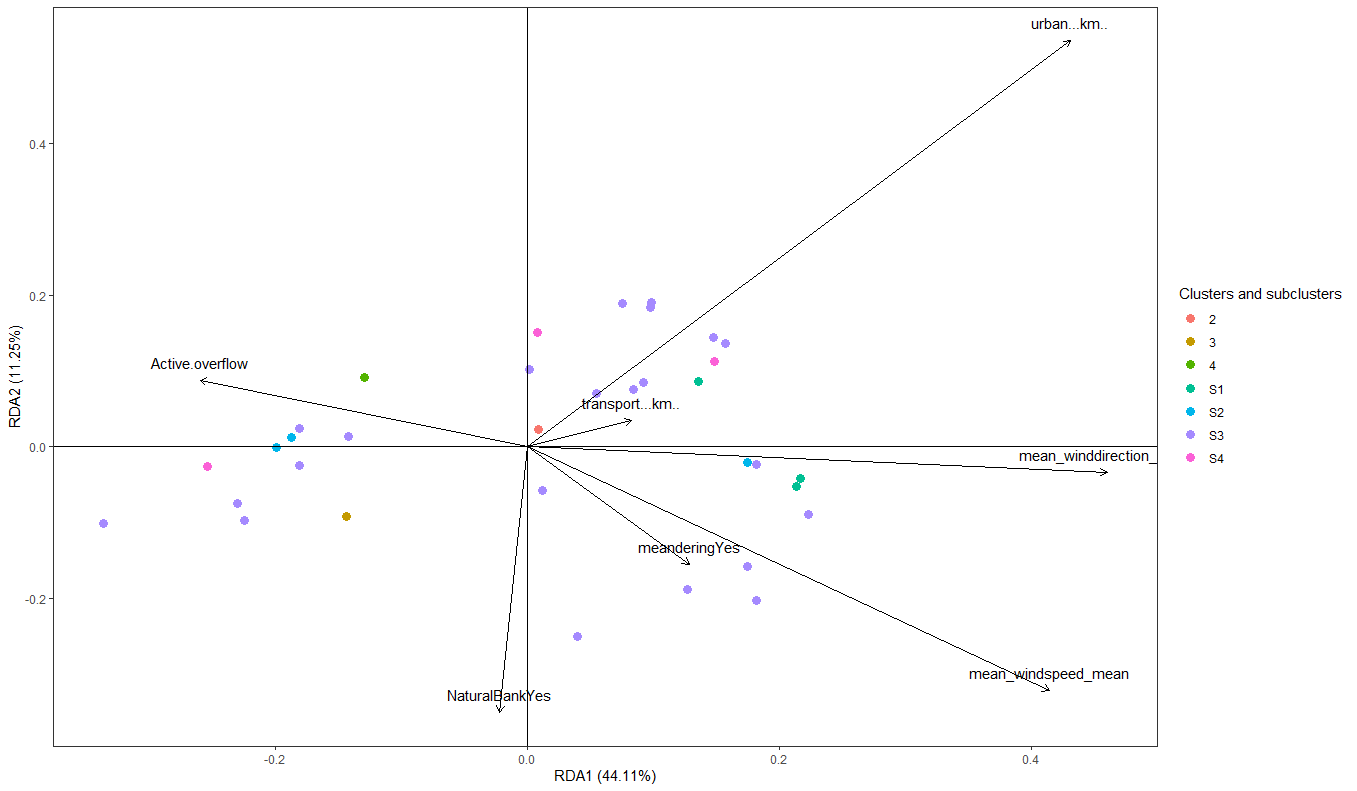 urban...km..
0.4
0.2
Clusters and subclusters
2
3
4
S1
S2
S3
S4
Active.overflow
transport...km..
RDA2 (11.25%)
0.0
mean_winddirection_
meanderingYes
-0.2
mean_windspeed_mean
NaturalBankYes
-0.2
0.0
0.2
0.4
RDA1 (44.11%)